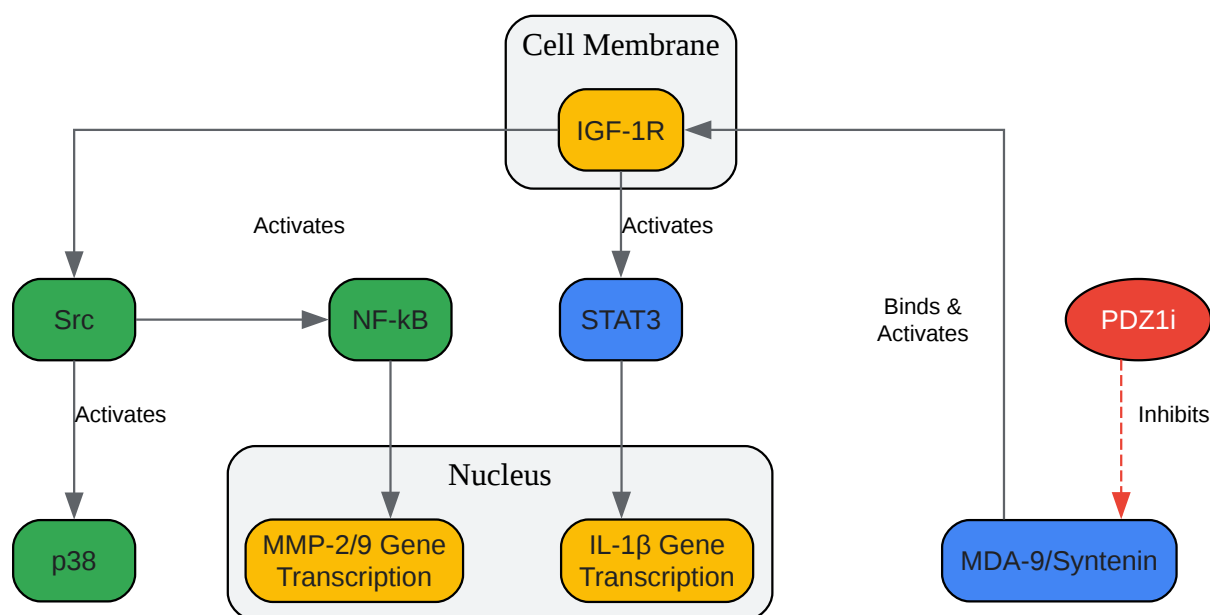 Cell Membrane
IGF-1R
Activates
Activates
Src
NF-kB
STAT3
Binds &
Activates
PDZ1i
Activates
Inhibits
Nucleus
p38
MMP-2/9 Gene
Transcription
IL-1β Gene
Transcription
MDA-9/Syntenin